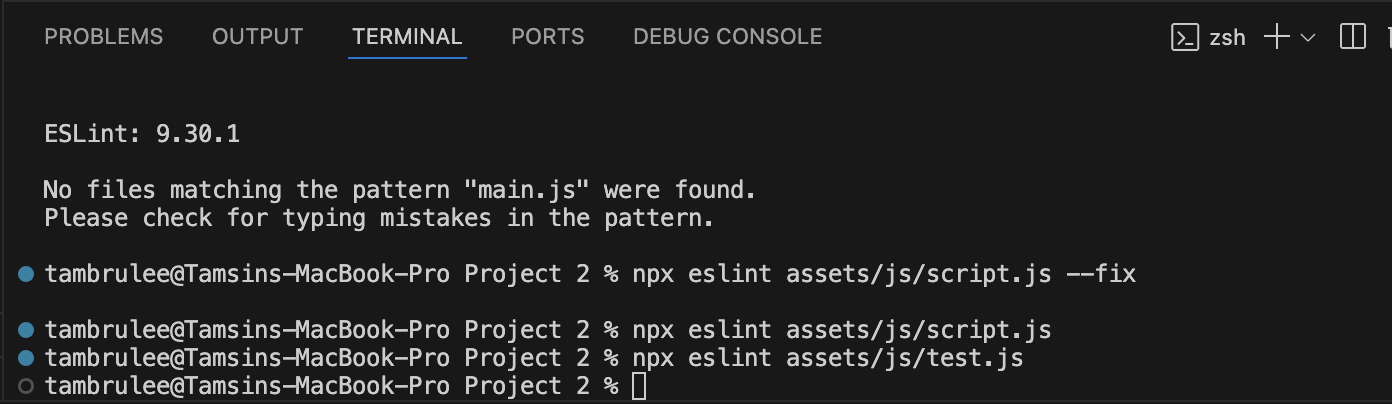 PROBLEMS OUTPUT TERMINAL PORTS DEBUG CONSOLE zsh
ESLint: 9.30.1
No files matching the pattern "main.js" were found.
Please check for typing mistakes in the pattern.
tambrulee@Tamsins-MacBook-Pro Project 2 % npx eslint assets/js/script.js --fix
tambrulee@Tamsins-MacBook-Pro Project 2 % npx eslint assets/js/script.js
tambrulee@Tamsins-MacBook-Pro Project 2 % npx eslint assets/js/test.js
tambrulee@Tamsins-MacBook-Pro Project 2 %